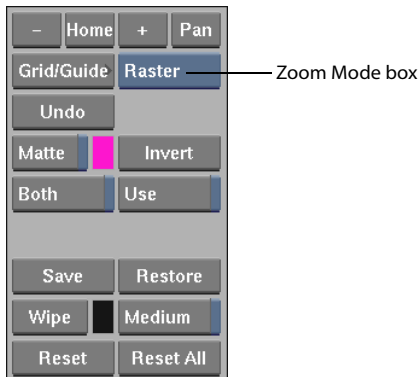 – Home + Pan
Grid/Guide Raster Zoom Mode box
Undo
Matte Invert
Both Use
Save Restore
Wipe Medium
Reset Reset All